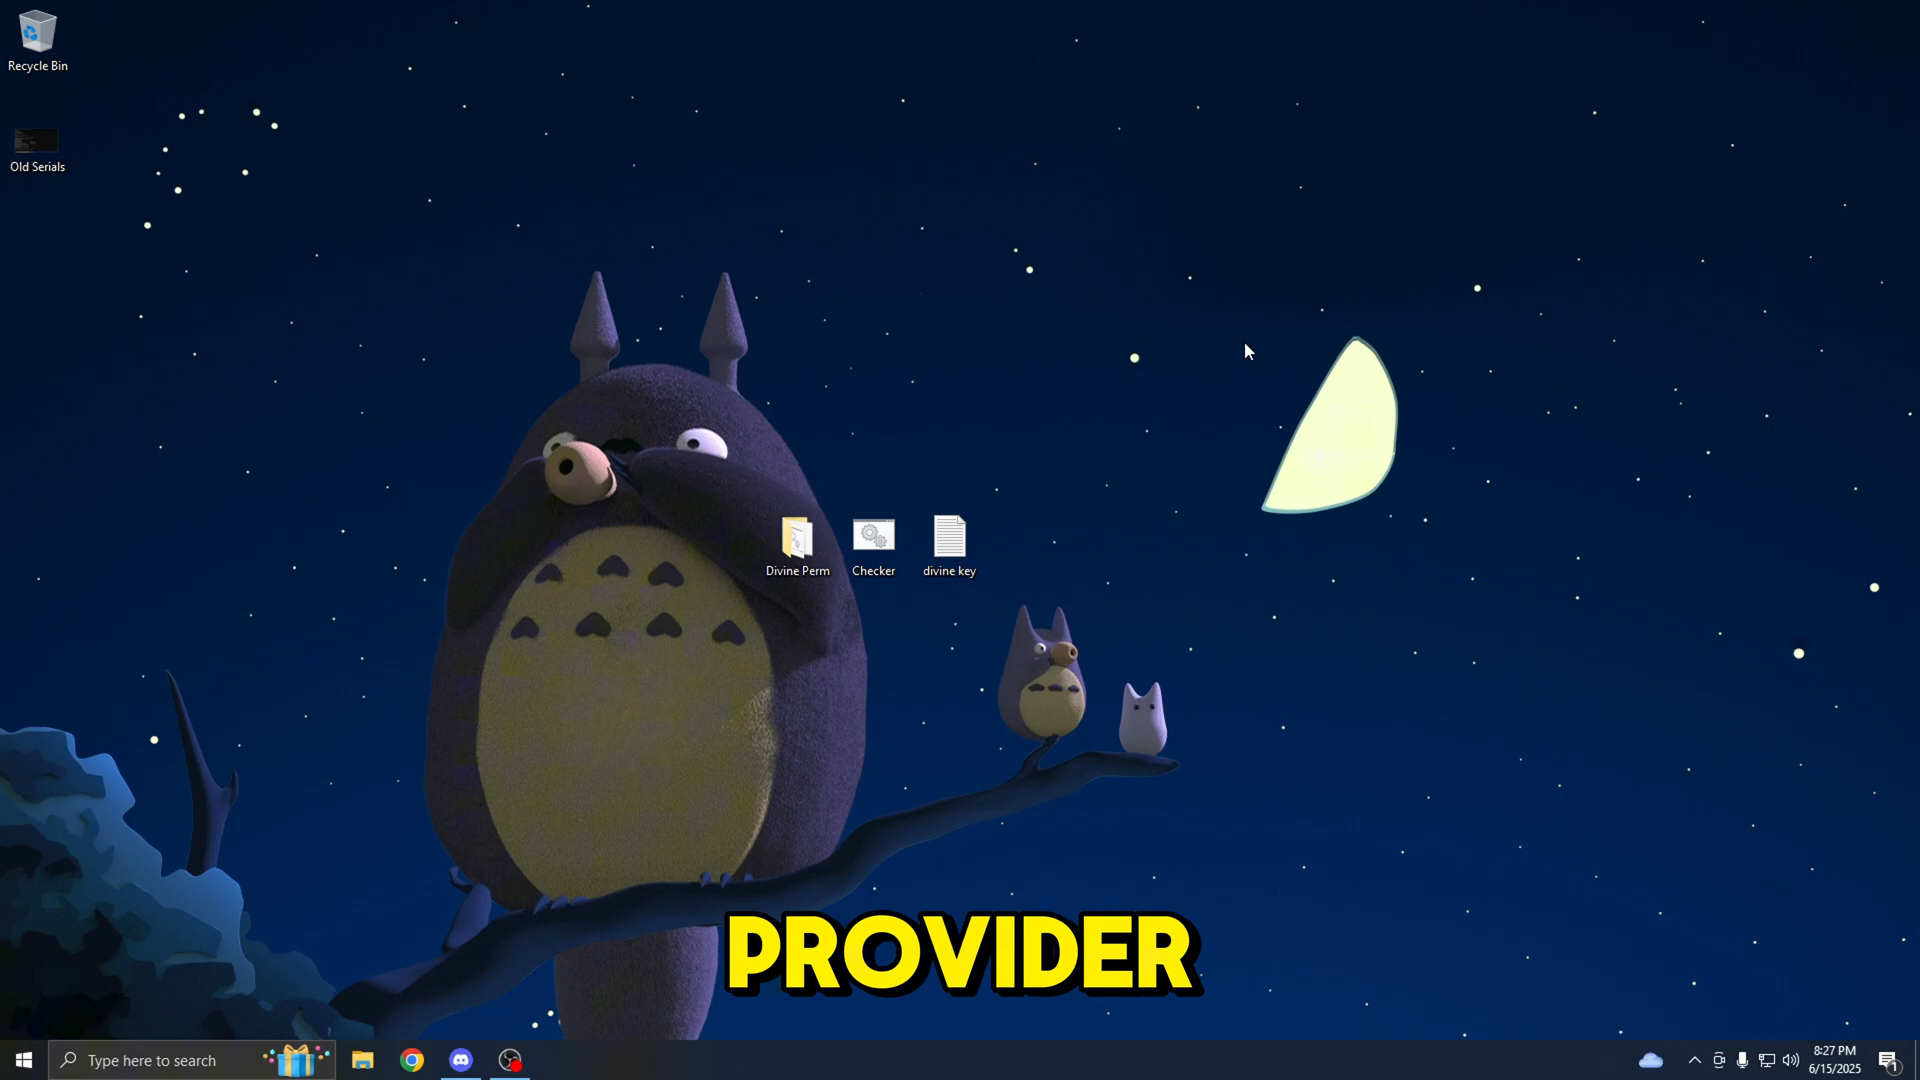 Recycle Bin
Old Serials
Divine Perm
Checker
divine key
PROVIDER
Type here to search
8:27 PM
6/15/2025
1